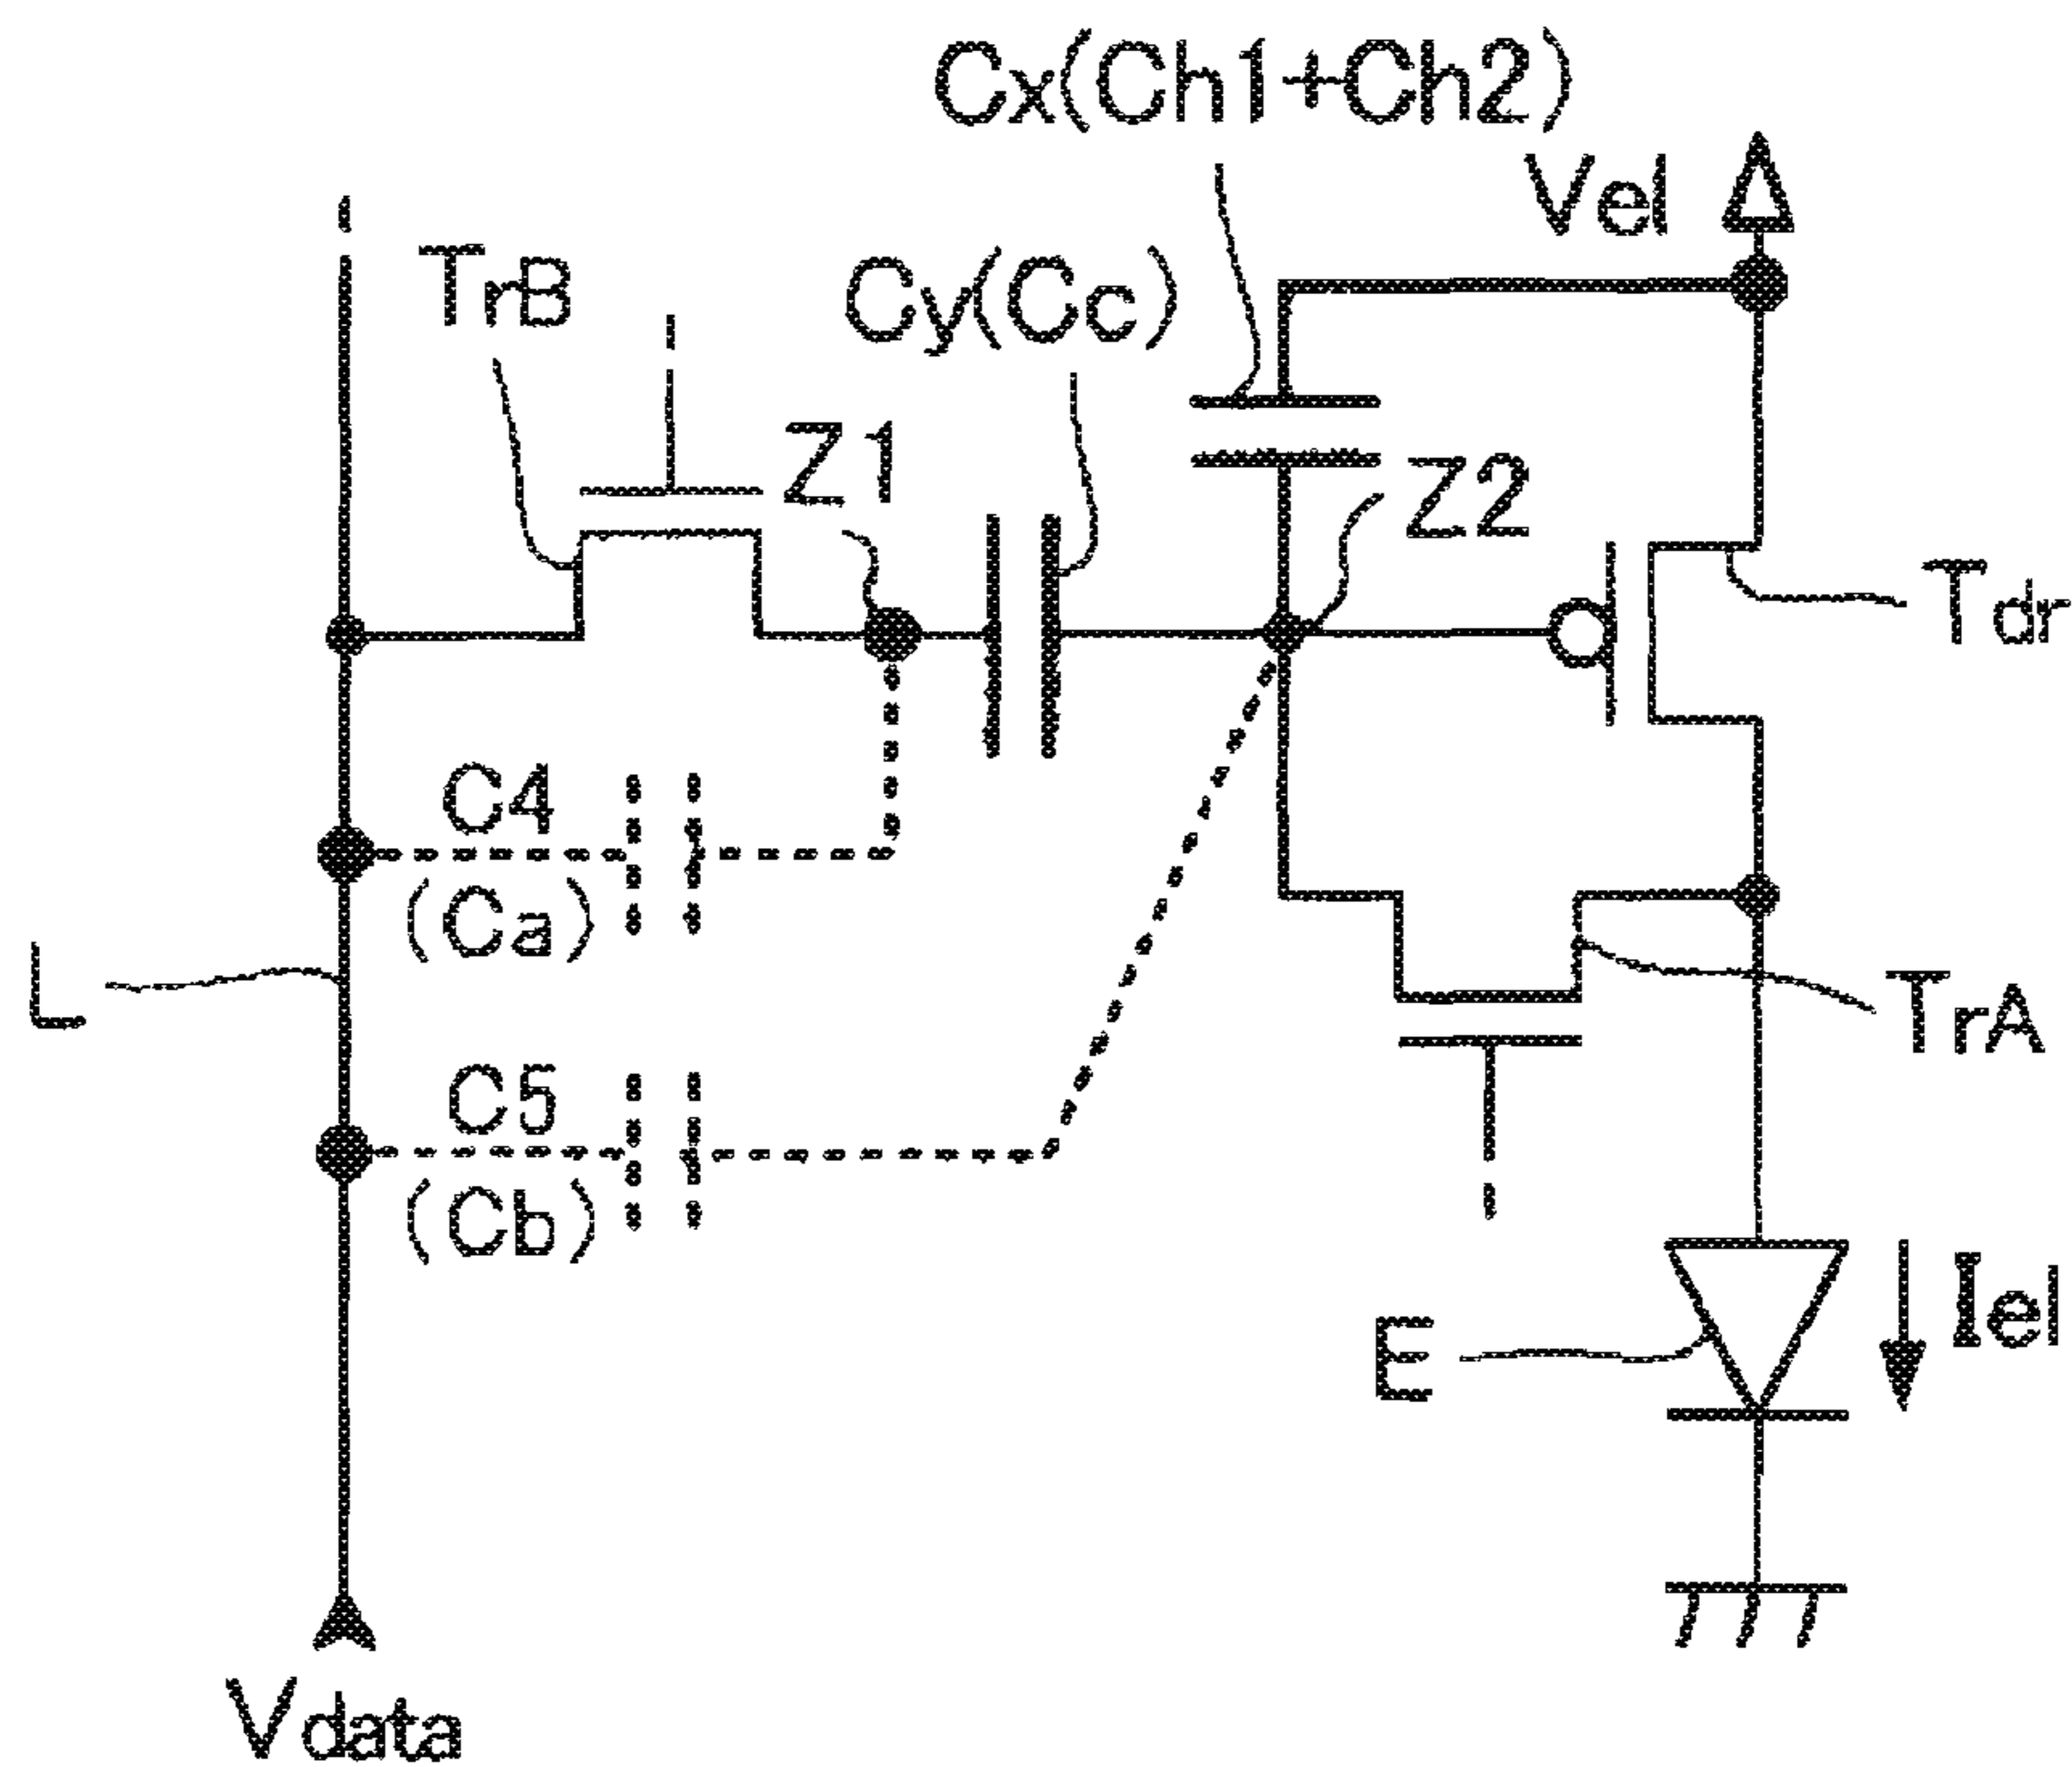 Cx(Ch1+Ch2)
Vel
TrB
Cy(Cc)
Z1
Z2
Tdr
C4
(Ca)
L
TrA
C5
(Cb)
Iel
E
Vdata